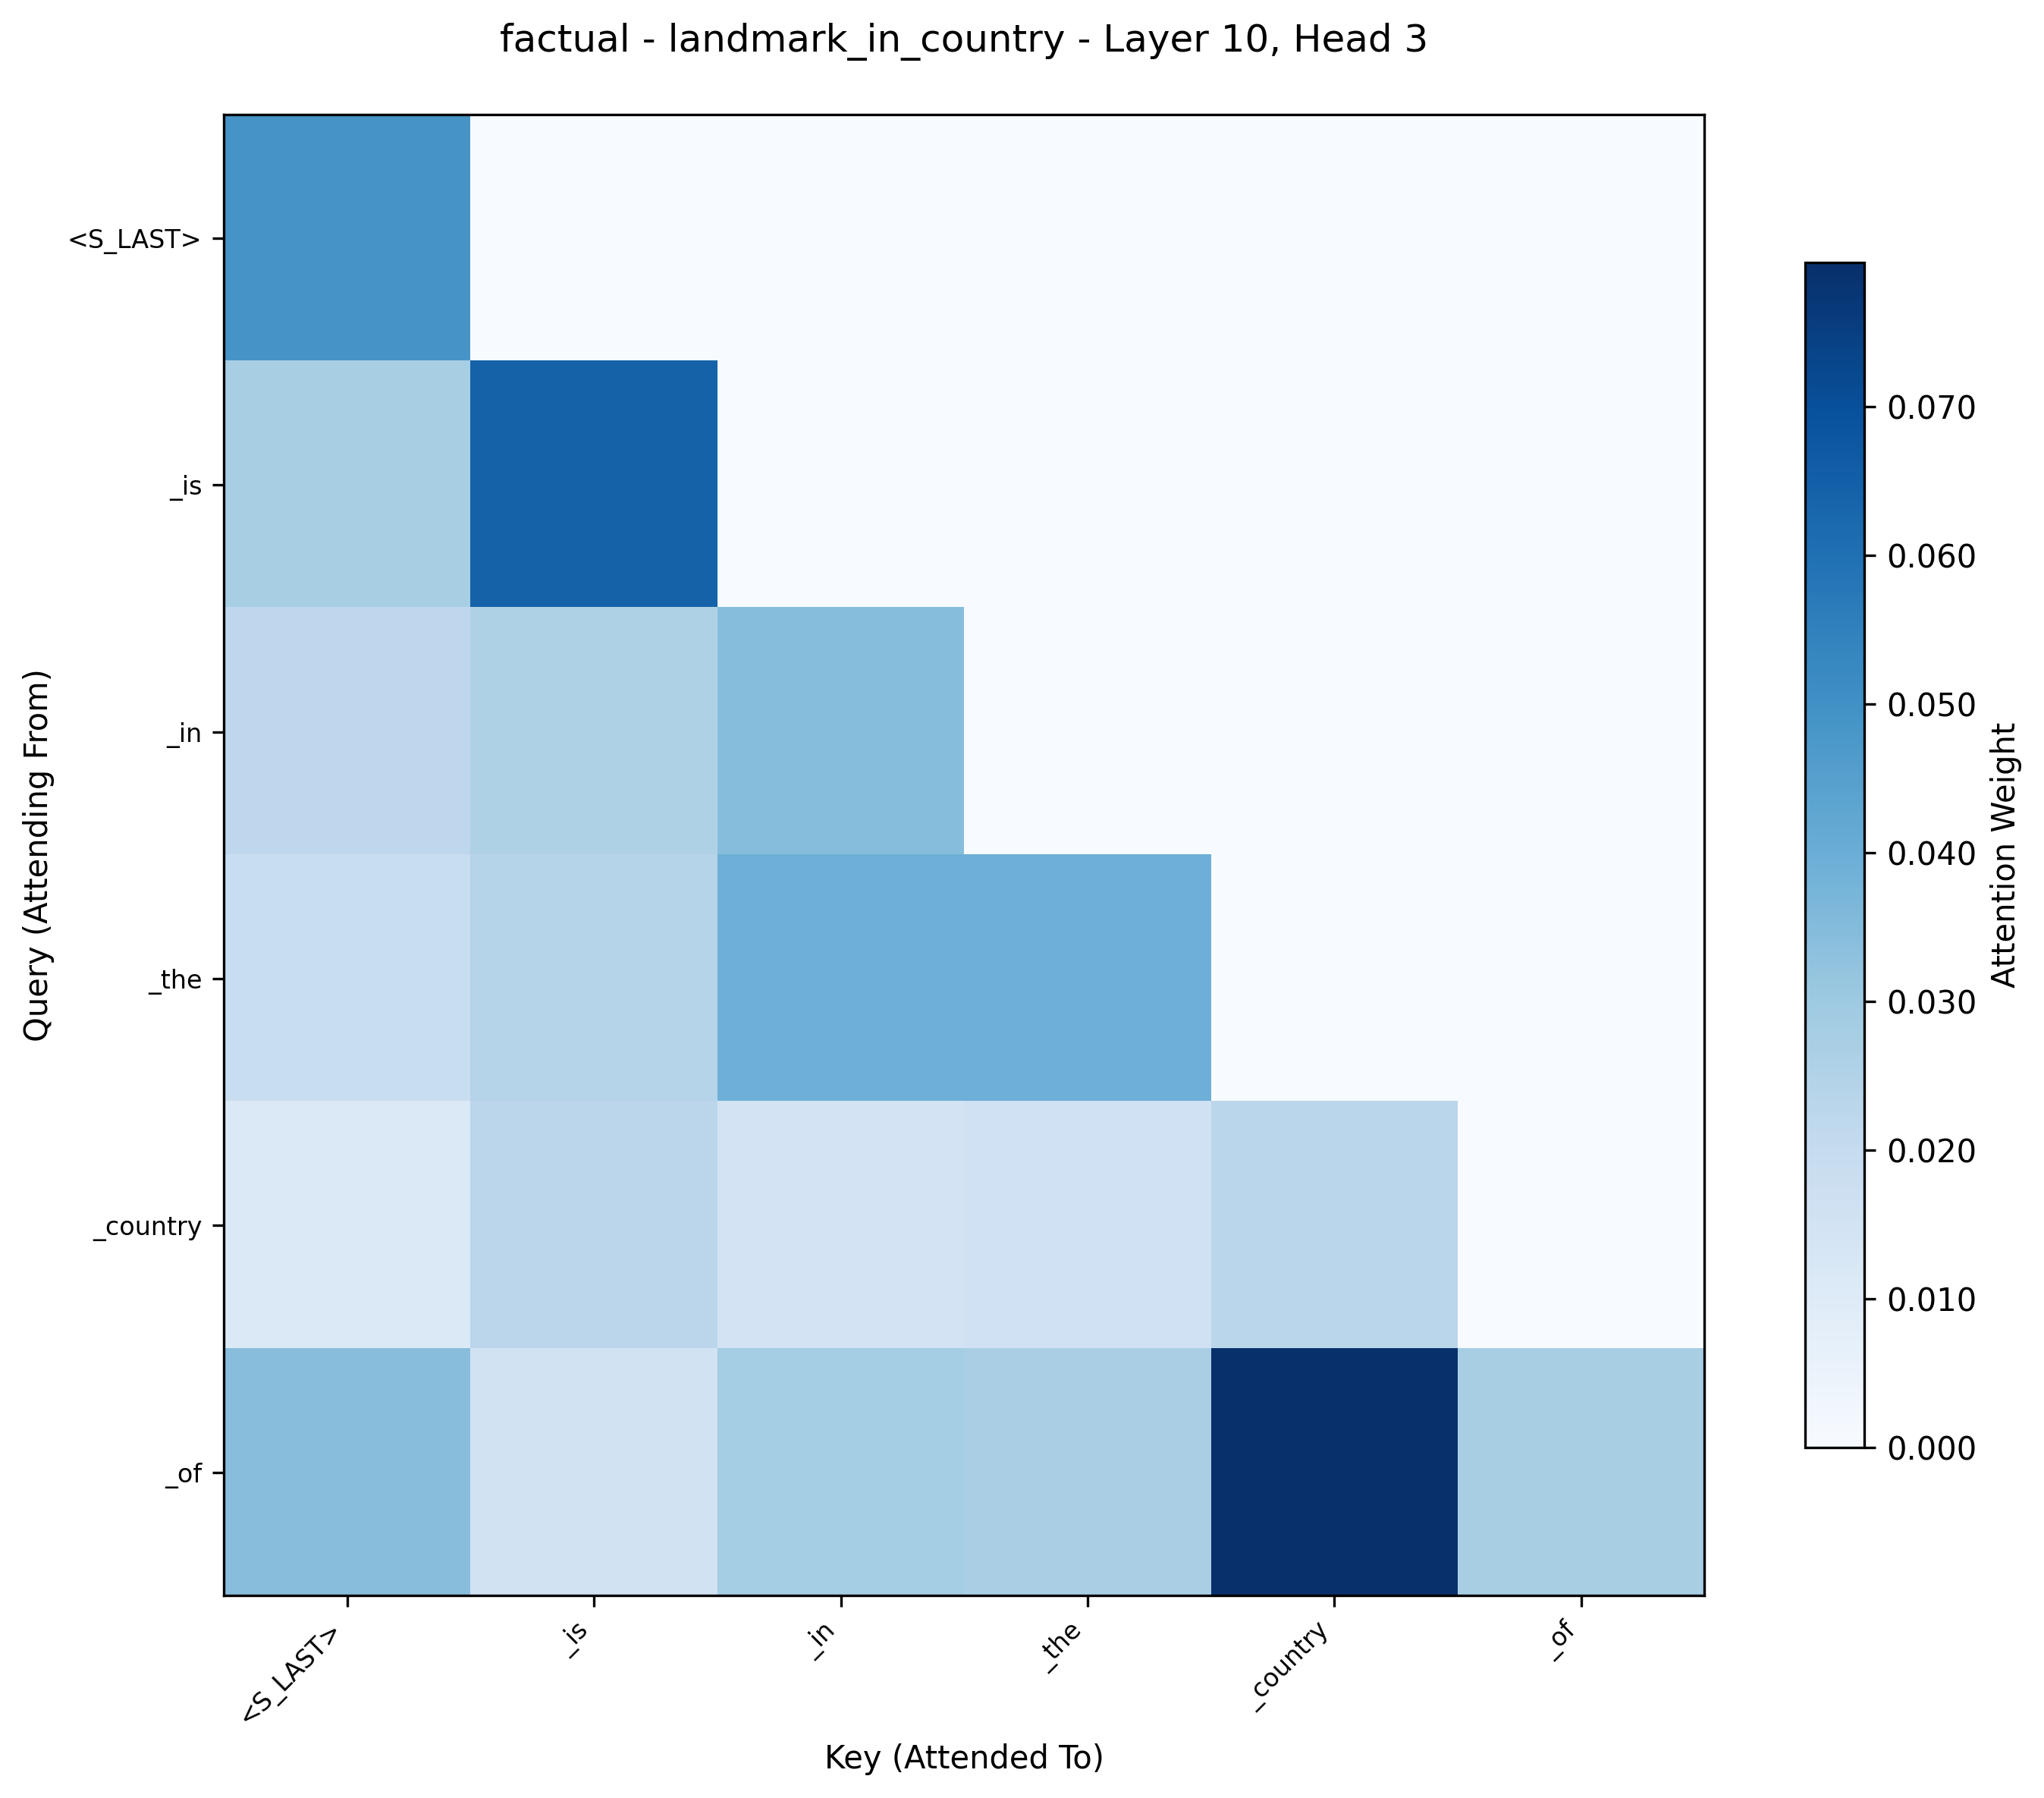 factual - landmark_in_country - Layer 10, Head 3
Query (Attending From)
<S_LAST>
_is
_in
_the
_country
_of
<S_LAST>
_is
_in
_the
_country
_of
Key (Attended To)
0.070
0.060
0.050
0.040
0.030
0.020
0.010
0.000
Attention Weight